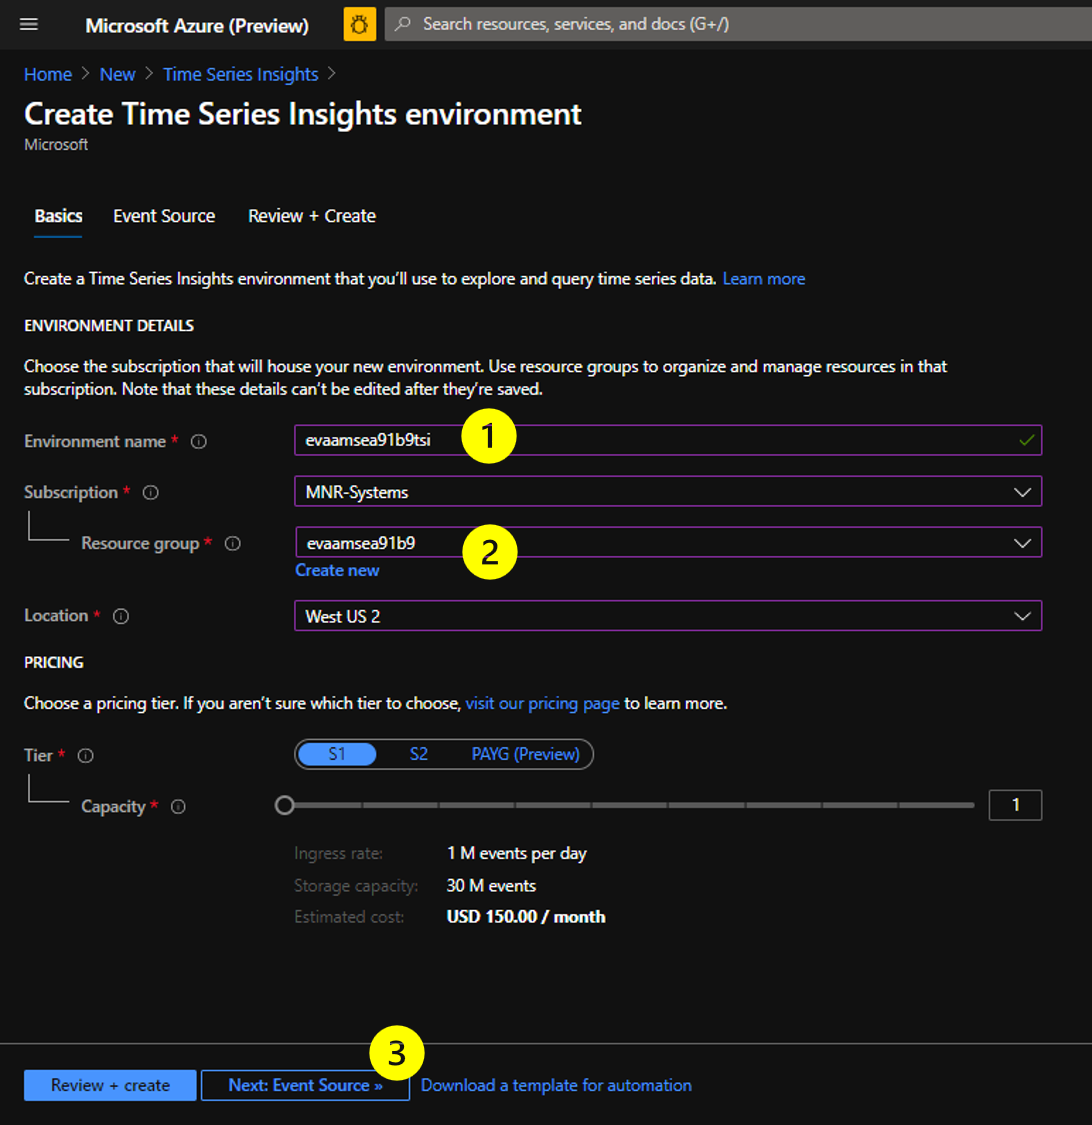 Microsoft Azure (Preview)
Search resources, services, and docs (G+/)
Home > New > Time Series Insights >
Create Time Series Insights environment
Microsoft
Basics Event Source Review + Create
Create a Time Series Insights environment that you’ll use to explore and query time series data. Learn more
ENVIRONMENT DETAILS
Choose the subscription that will house your new environment. Use resource groups to organize and manage resources in that
subscription. Note that these details can’t be edited after they’re saved.
Environment name * evaamsea91b9tsi 1
Subscription * MNR-Systems
Resource group * evaamsea91b9 2
Create new
Location * West US 2
PRICING
Choose a pricing tier. If you aren’t sure which tier to choose, visit our pricing page to learn more.
Tier * S1 S2 PAYG (Preview)
Capacity * 1
Ingress rate: 1 M events per day
Storage capacity: 30 M events
Estimated cost: USD 150.00 / month
3
Review + create Next: Event Source » Download a template for automation